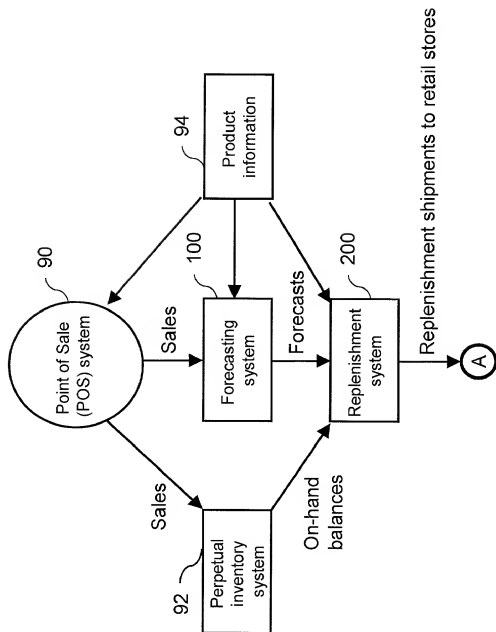 90
Point of Sale
(POS) system
94
Product
information
Sales
Sales
100
Forecasting
system
92
Perpetual
inventory
system
Forecasts
On-hand
balances
200
Replenishment
system
Replenishment shipments to retail stores
A